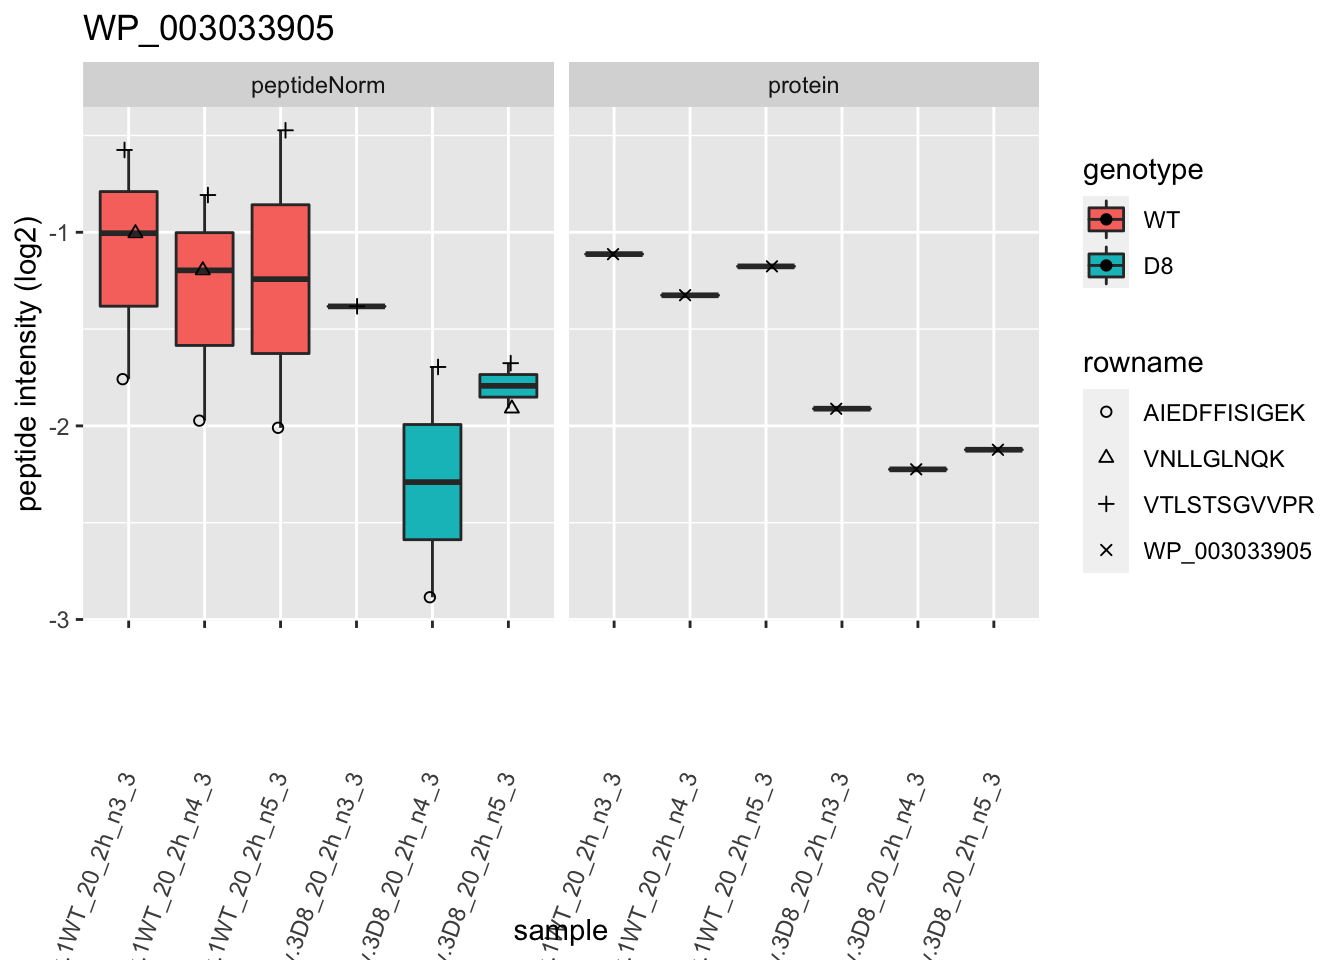 WP_003033905
peptideNorm
protein
peptide intensity (log2)
-1
-2
-3
1WT_20_2h_n3_3
1WT_20_2h_n4_3
1WT_20_2h_n5_3
.3D8_20_2h_n3_3
.3D8_20_2h_n4_3
.3D8_20_2h_n5_3
1WT_20_2h_n3_3
1WT_20_2h_n4_3
1WT_20_2h_n5_3
.3D8_20_2h_n3_3
.3D8_20_2h_n4_3
.3D8_20_2h_n5_3
sample
genotype
WT
D8
rowname
AIEDFFISIGEK
VNLLGLNQK
VTLSTSGVVPR
WP_003033905